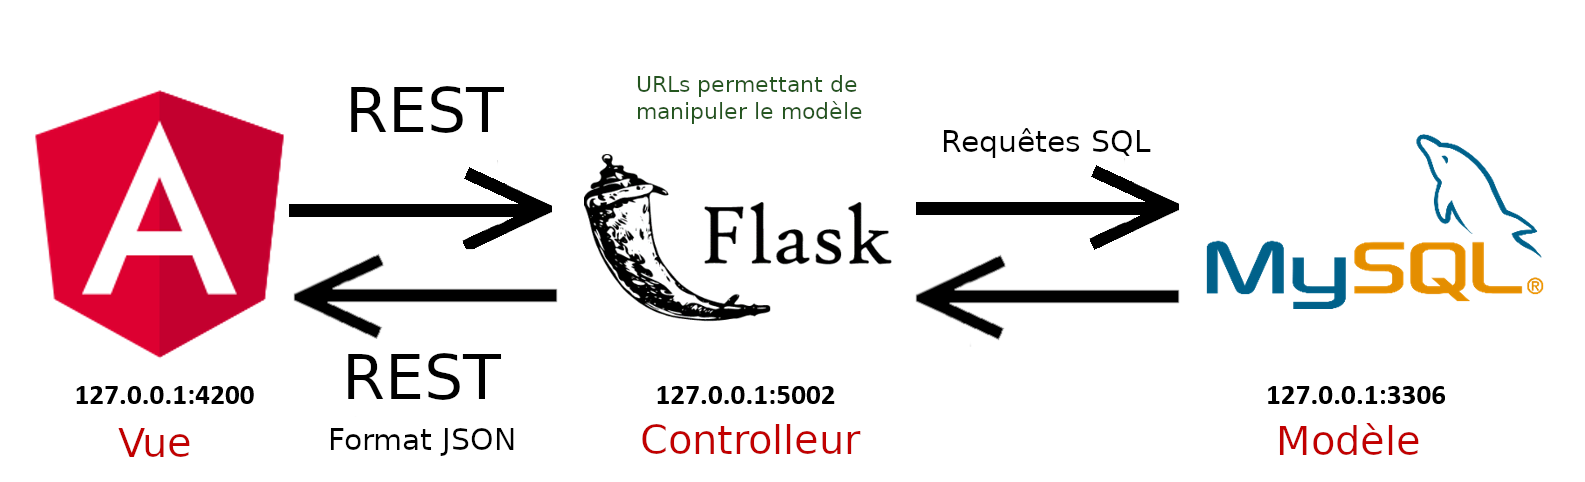 REST
URLs permettant de
manipuler le modèle
Requêtes SQL
A
Flask
MySQL®
REST
Format JSON
127.0.0.1:4200
127.0.0.1:5002
127.0.0.1:3306
Vue
Controlleur
Modèle